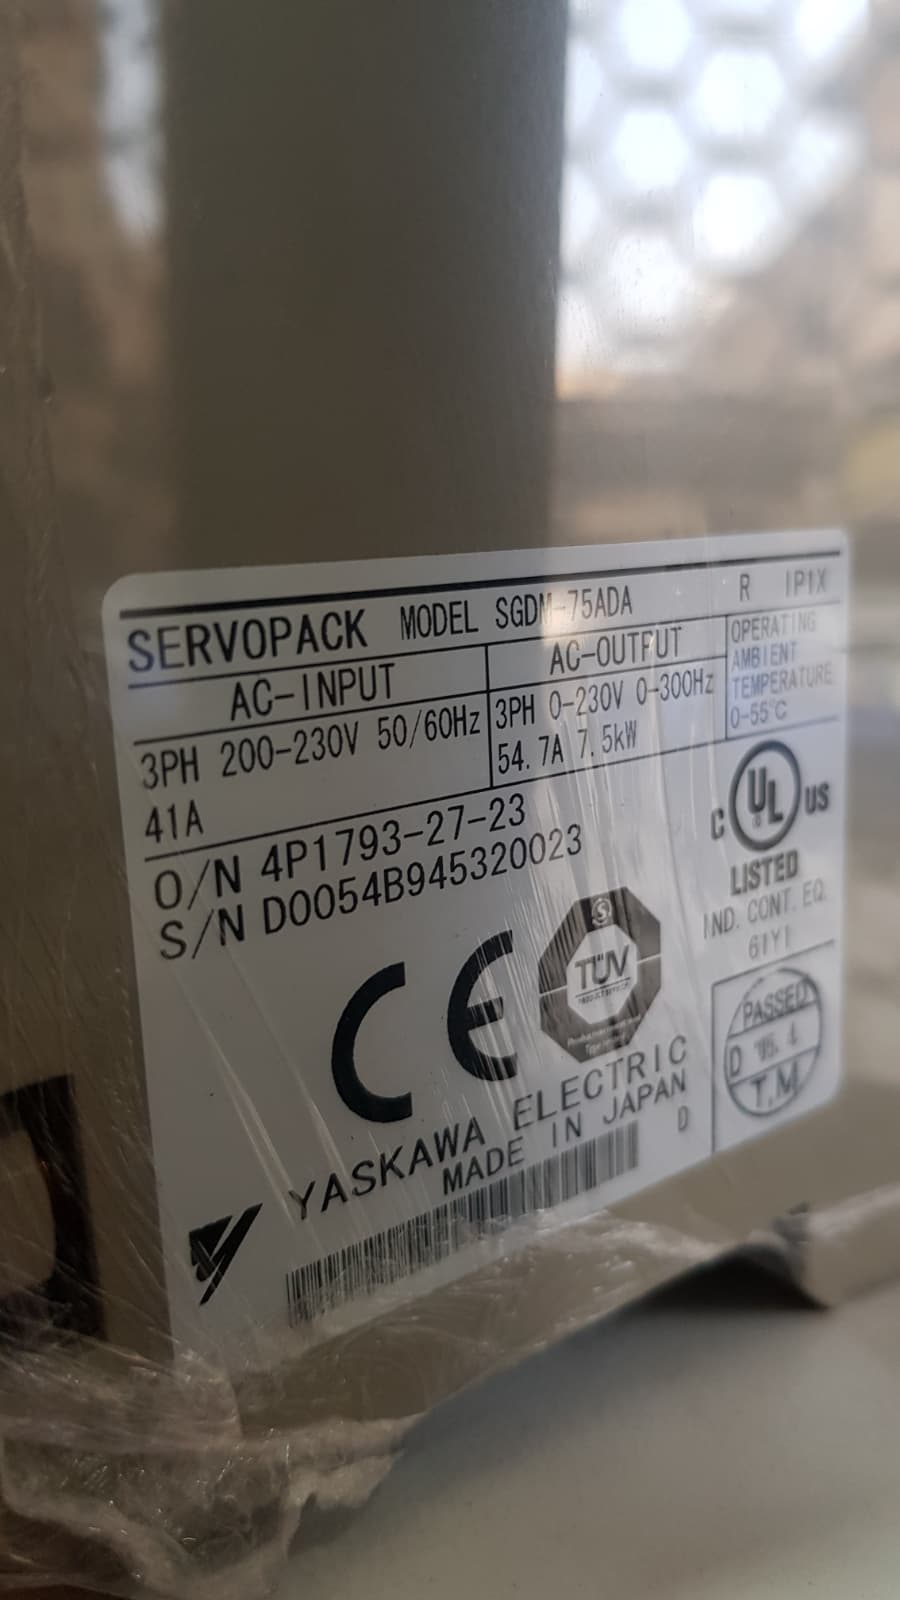 SERVOPACK MODEL SGDM-75ADA R IP1X
AC-INPUT
3PH 200-230V 50/60Hz
41A
AC-OUTPUT
3PH 0-230V 0-300Hz
54.7A 7.5kW
OPERATING
AMBIENT
TEMPERATURE
0-55°C
O/N 4P1793-27-23
S/N D0054B945320023
C UL US
LISTED
IND. CONT. EQ.
CE
TÜV
PRODUCT SERVICE
PASSED
D
T.M
YASKAWA ELECTRIC
MADE IN JAPAN
D